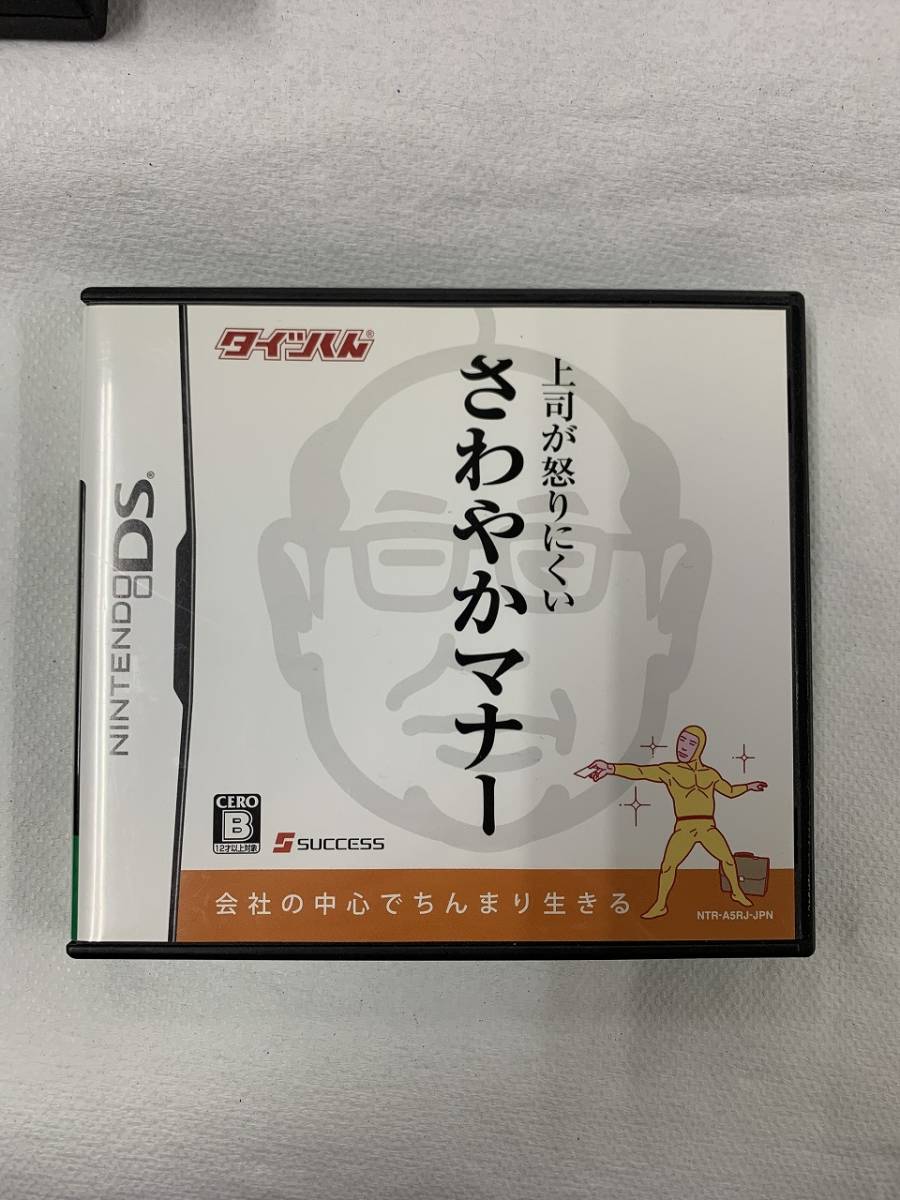 タイツくん®
上司が怒りにくい
さわやかマナー
NINTENDO DS®
CERO
B
12才以上対象
SUCCESS
会社の中心でちんまり生きる
NTR-A5RJ-JPN